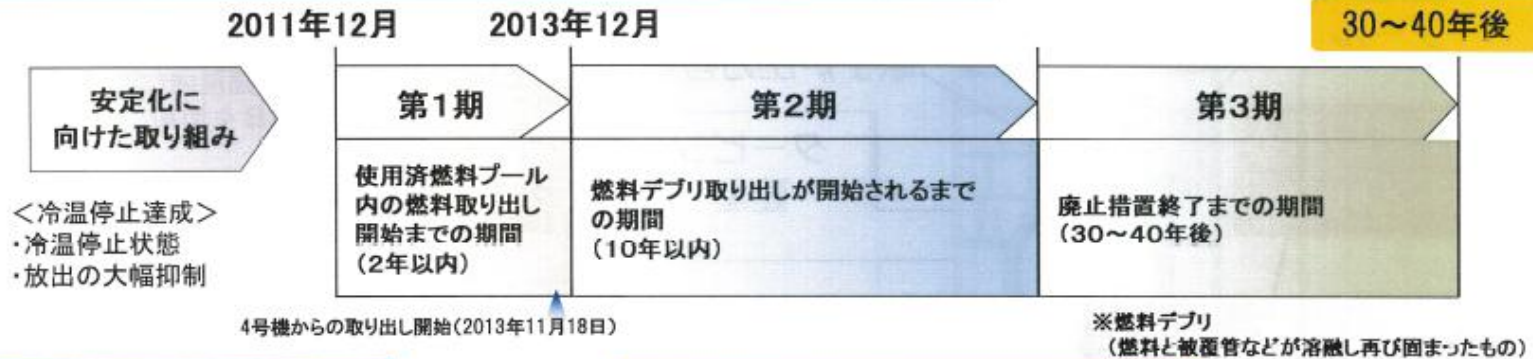 2011年12月
2013年12月
30～40年後
安定化に
向けた取り組み
第1期
第2期
第3期
＜冷温停止達成＞
・冷温停止状態
・放出の大幅抑制
使用済燃料プール
内の燃料取り出し
開始までの期間
（2年以内）
燃料デブリ取り出しが開始されるまで
の期間
（10年以内）
廃止措置終了までの期間
（30～40年後）
4号機からの取り出し開始（2013年11月18日）
※燃料デブリ
（燃料と被覆管などが溶融し再び固まったもの）